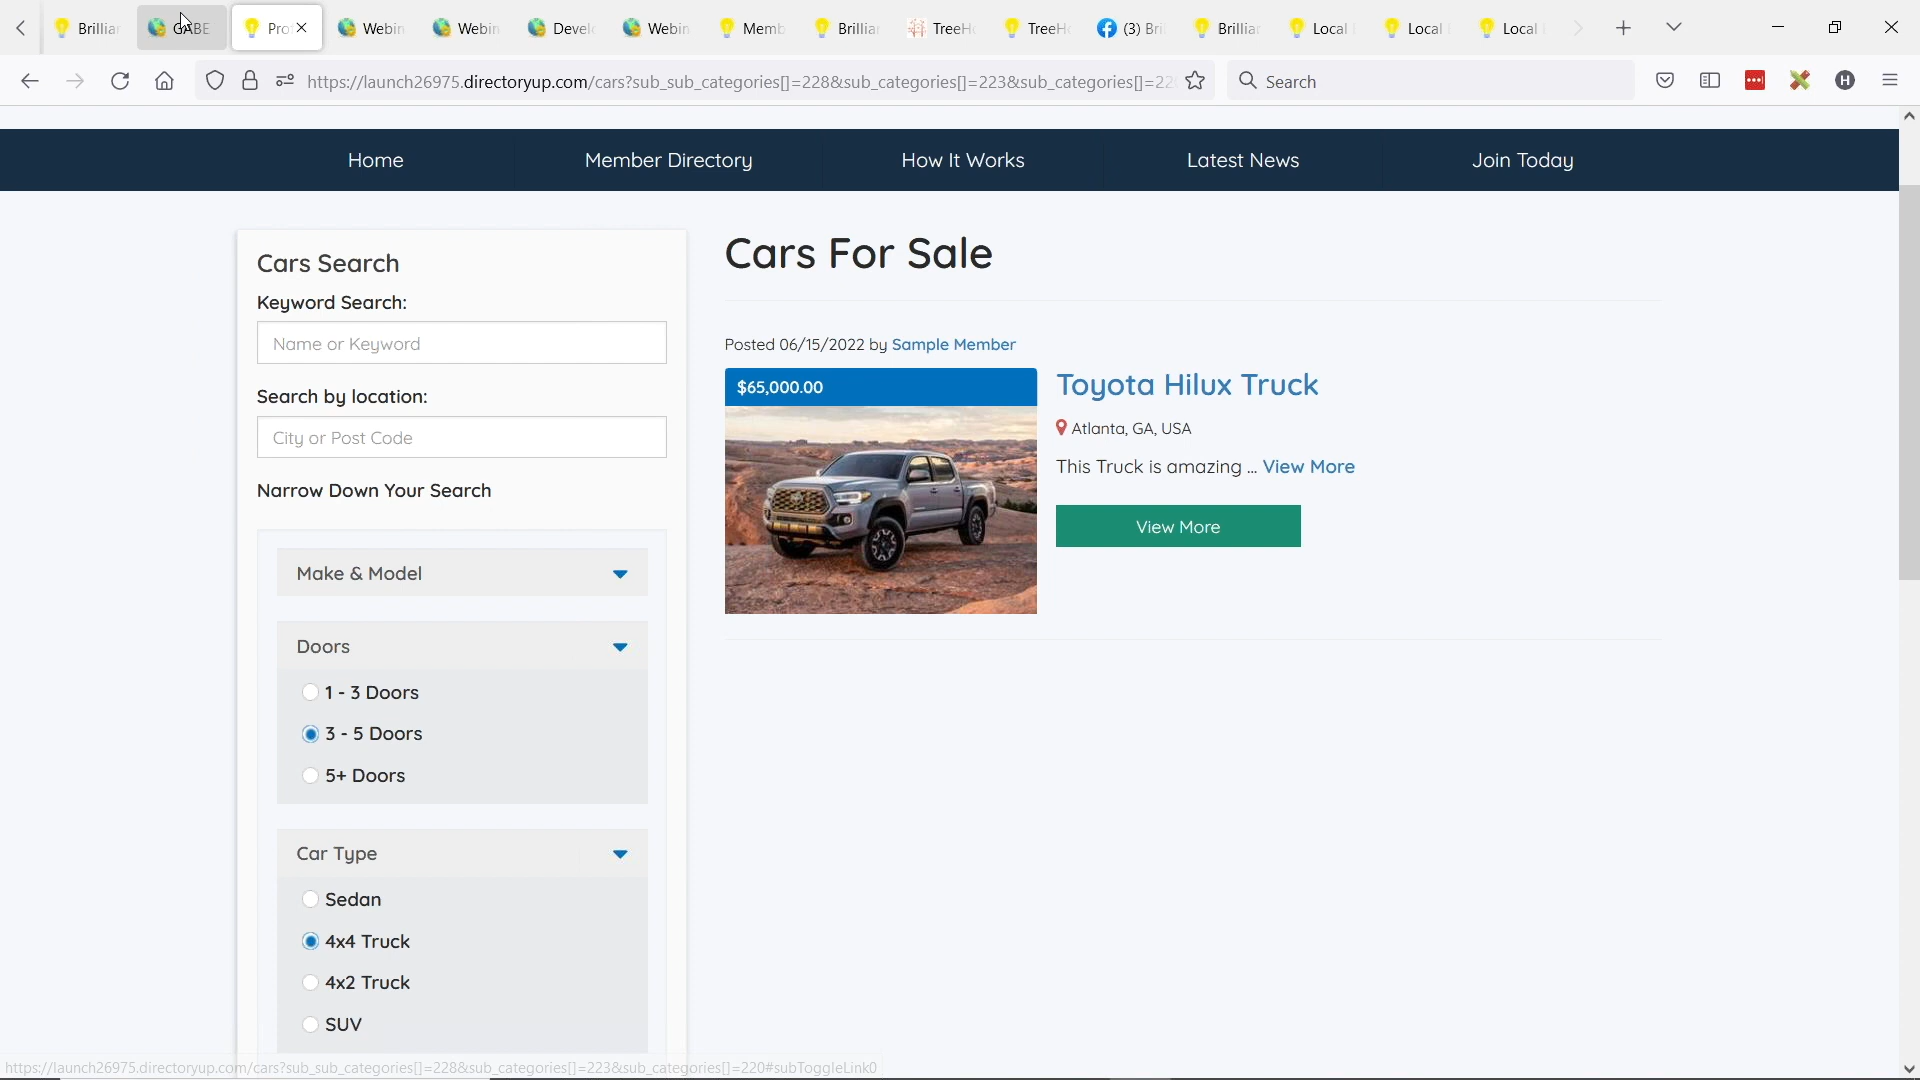 Brillia
GABE
Pro
Webin
Webin
Develo
Webin
Memb
Brillia
TreeHo
TreeHo
(3) Bril
Brillia
Local
Local
Local
https://launch26975.directoryup.com/cars?sub_sub_categories[]=228&sub_categories[]=223&sub_categories[]=22
Search
H
Home
Member Directory
How It Works
Latest News
Join Today
Cars Search
Keyword Search:
Name or Keyword
Search by location:
City or Post Code
Narrow Down Your Search
Make & Model
Doors
1 - 3 Doors
3 - 5 Doors
5+ Doors
Car Type
Sedan
4x4 Truck
4x2 Truck
SUV
Cars For Sale
Posted 06/15/2022 by Sample Member
$65,000.00
Toyota Hilux Truck
Atlanta, GA, USA
This Truck is amazing ... View More
View More
https://launch26975.directoryup.com/cars?sub_sub_categories[]=228&sub_categories[]=223&sub_categories[]=220#subToggleLink0